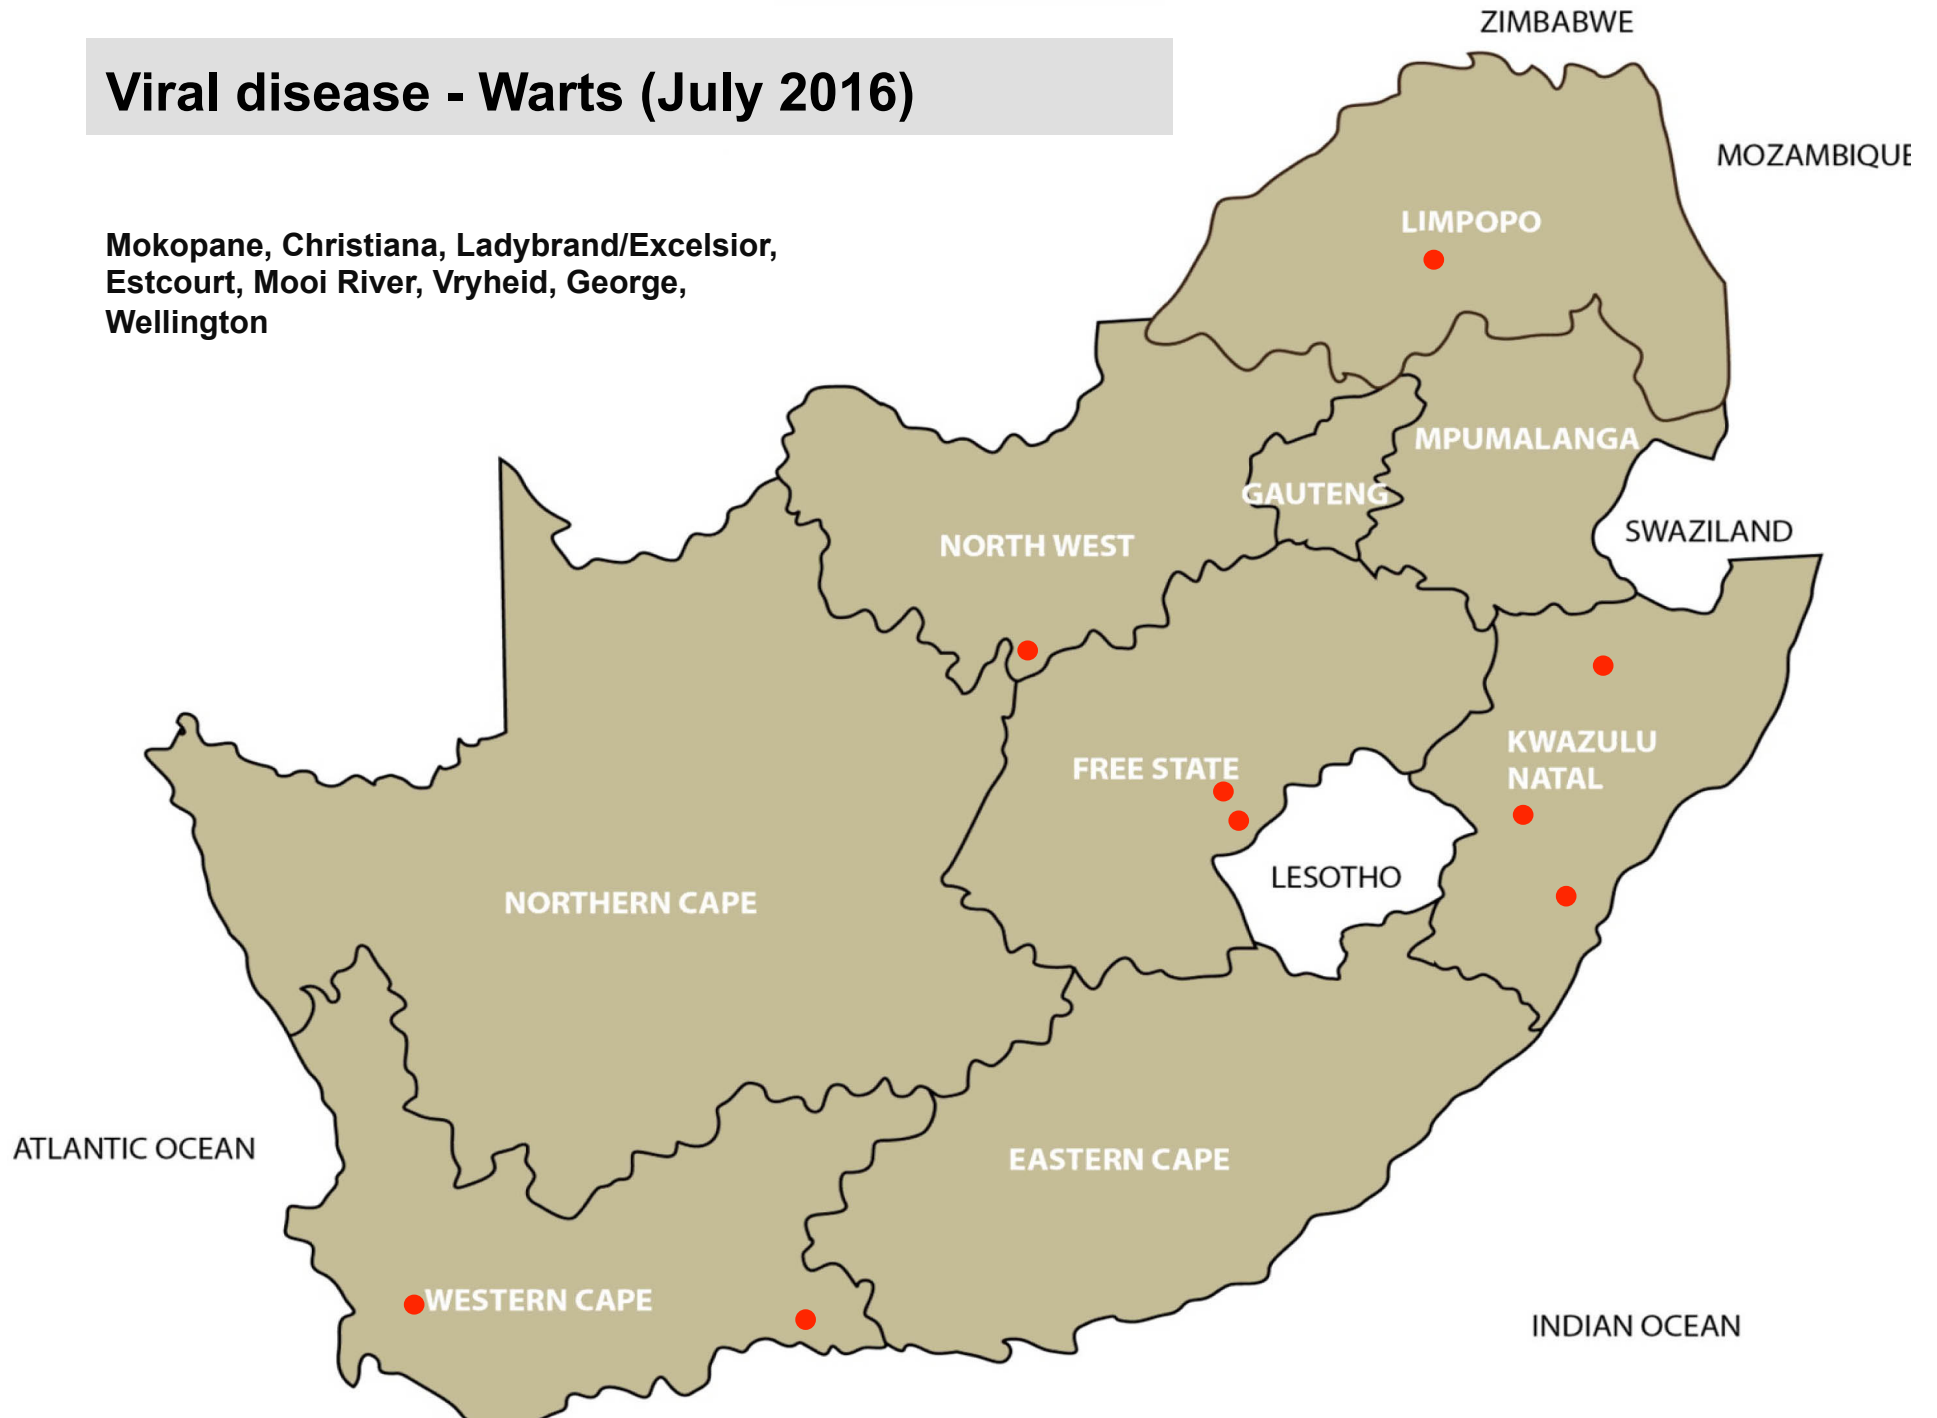 ZIMBABWE
Viral disease - Warts (July 2016)
MOZAMBIQUE
LIMPOPO
Mokopane, Christiana, Ladybrand/Excelsior,
Estcourt, Mooi River, Vryheid, George,
Wellington
MPUMALANGA
GAUTENG
SWAZILAND
NORTH WEST
KWAZULU
NATAL
FREE STATE
LESOTHO
NORTHERN CAPE
ATLANTIC OCEAN
EASTERN CAPE
WESTERN CAPE
INDIAN OCEAN